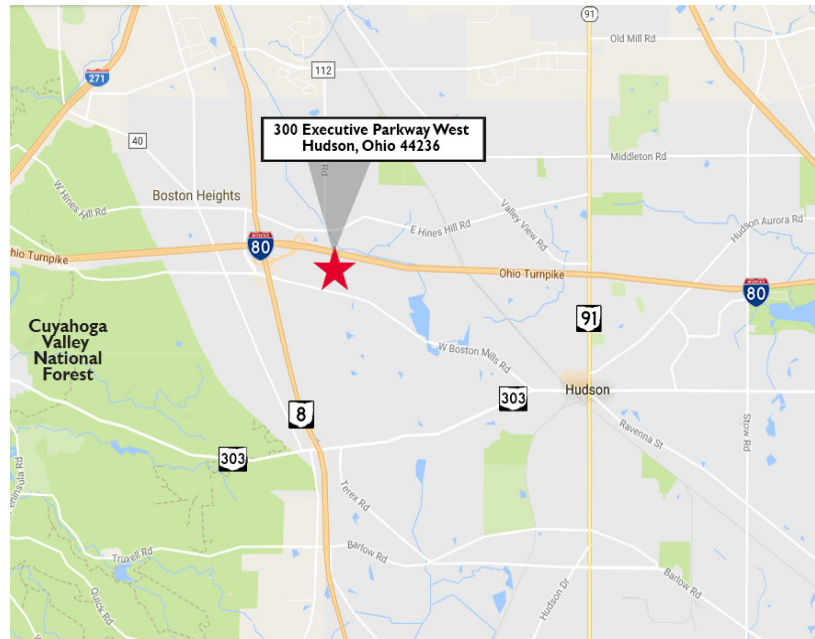 91
Old Mill Rd
271
112
40
300 Executive Parkway West
Hudson, Ohio 44236
Rd
Middleton Rd
W Hines Hill Rd
Boston Heights
Valley View Rd
Hudson Aurora Rd
E Hines Hill Rd
hio Turnpike
80
Ohio Turnpike
80
91
Cuyahoga
Valley
National
Forest
W Boston Mills Rd
Hudson
303
8
303
Ravenna St
Stow Rd
eninsula Rd
Terex Rd
Truxell Rd
Barlow Rd
Quick Rd
Hudson Dr
Barlow Rd